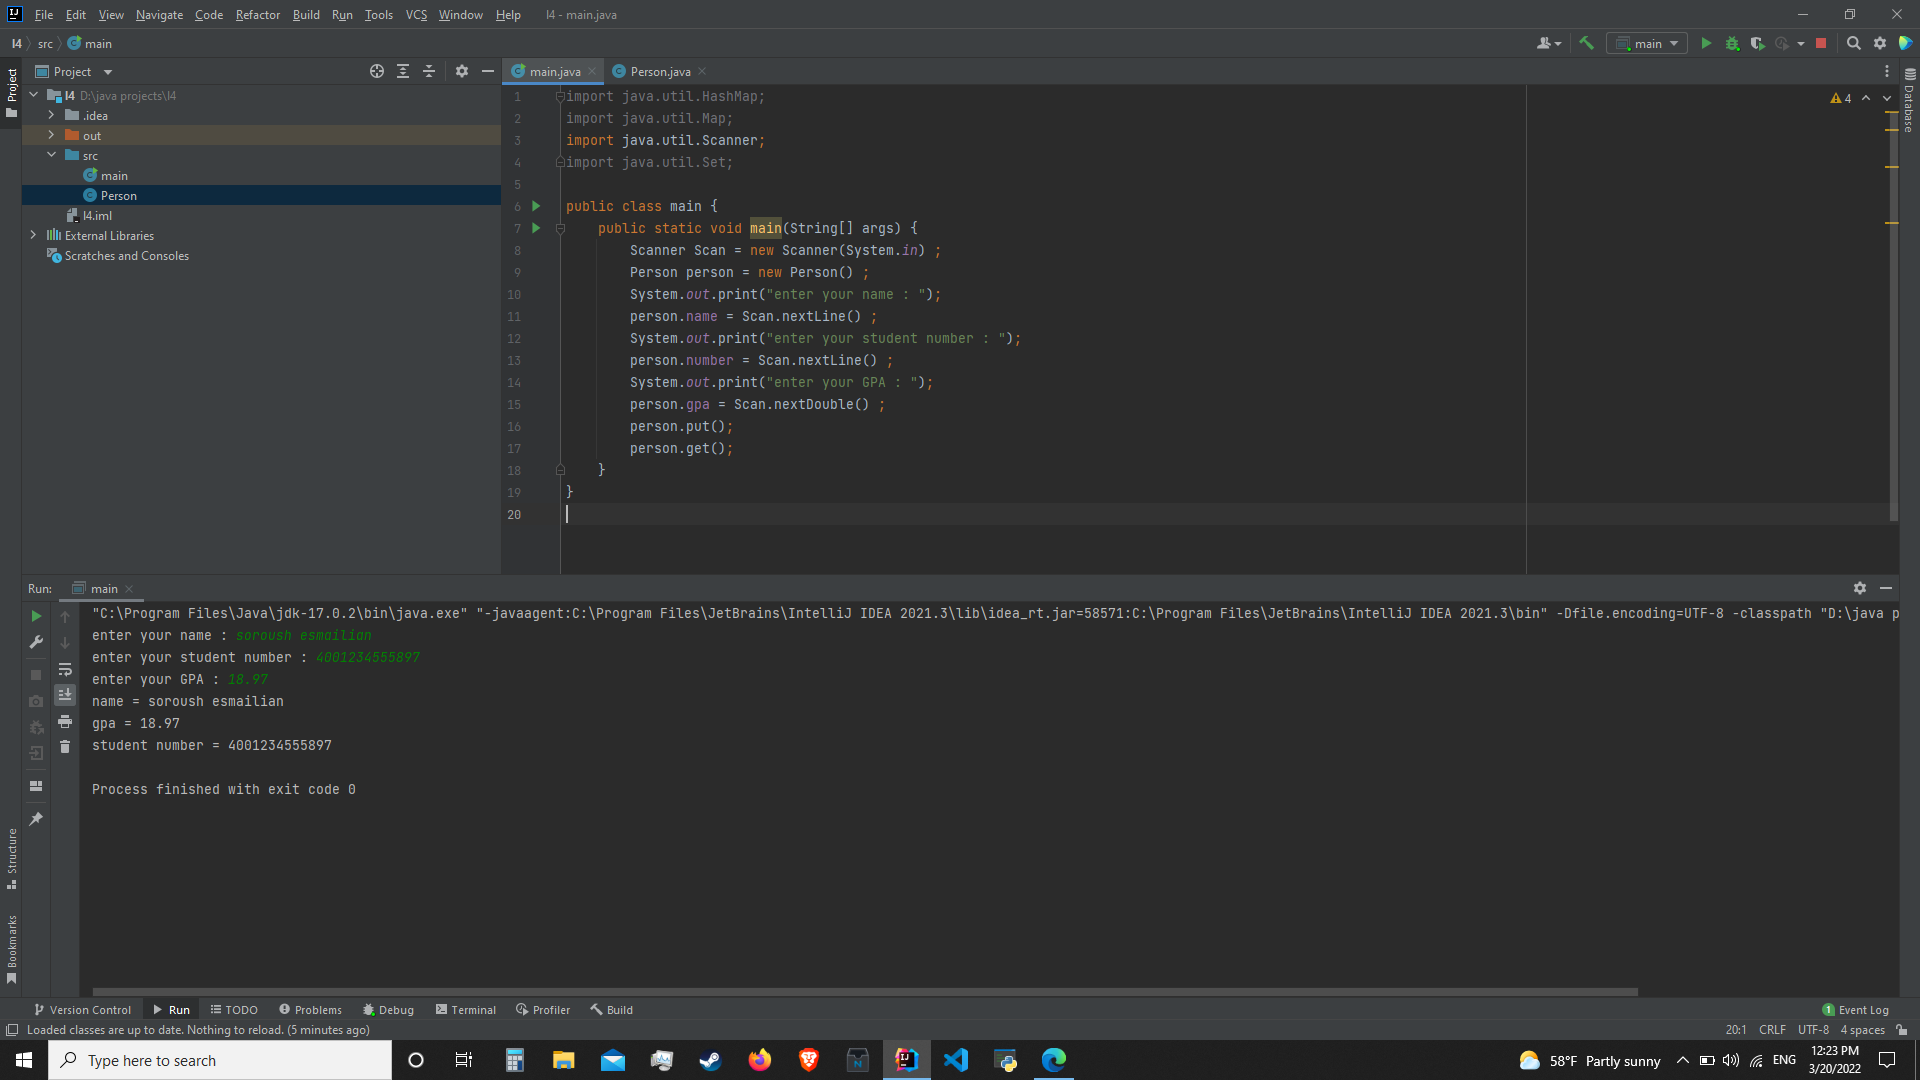 File Edit View Navigate Code Refactor Build Run Tools VCS Window Help l4 - main.java
l4 src main
main
Project
Project
l4 D:\java projects\l4
.idea
out
src
main
Person
l4.iml
External Libraries
Scratches and Consoles
main.java Person.java
Database
4
1 import java.util.HashMap;
2 import java.util.Map;
3 import java.util.Scanner;
4 import java.util.Set;
5
6 public class main {
7 public static void main(String[] args) {
8 Scanner Scan = new Scanner(System.in) ;
9 Person person = new Person() ;
10 System.out.print("enter your name : ");
11 person.name = Scan.nextLine() ;
12 System.out.print("enter your student number : ");
13 person.number = Scan.nextLine() ;
14 System.out.print("enter your GPA : ");
15 person.gpa = Scan.nextDouble() ;
16 person.put();
17 person.get();
18 }
19 }
20
Run: main
"C:\Program Files\Java\jdk-17.0.2\bin\java.exe" "-javaagent:C:\Program Files\JetBrains\IntelliJ IDEA 2021.3\lib\idea_rt.jar=58571:C:\Program Files\JetBrains\IntelliJ IDEA 2021.3\bin" -Dfile.encoding=UTF-8 -classpath "D:\java p
enter your name : soroush esmailian
enter your student number : 4001234555897
enter your GPA : 18.97
name = soroush esmailian
gpa = 18.97
student number = 4001234555897
Process finished with exit code 0
Structure
Bookmarks
Version Control Run TODO Problems Debug Terminal Profiler Build 1 Event Log
Loaded classes are up to date. Nothing to reload. (5 minutes ago) 20:1 CRLF UTF-8 4 spaces
Type here to search
58°F Partly sunny ENG
12:23 PM
3/20/2022